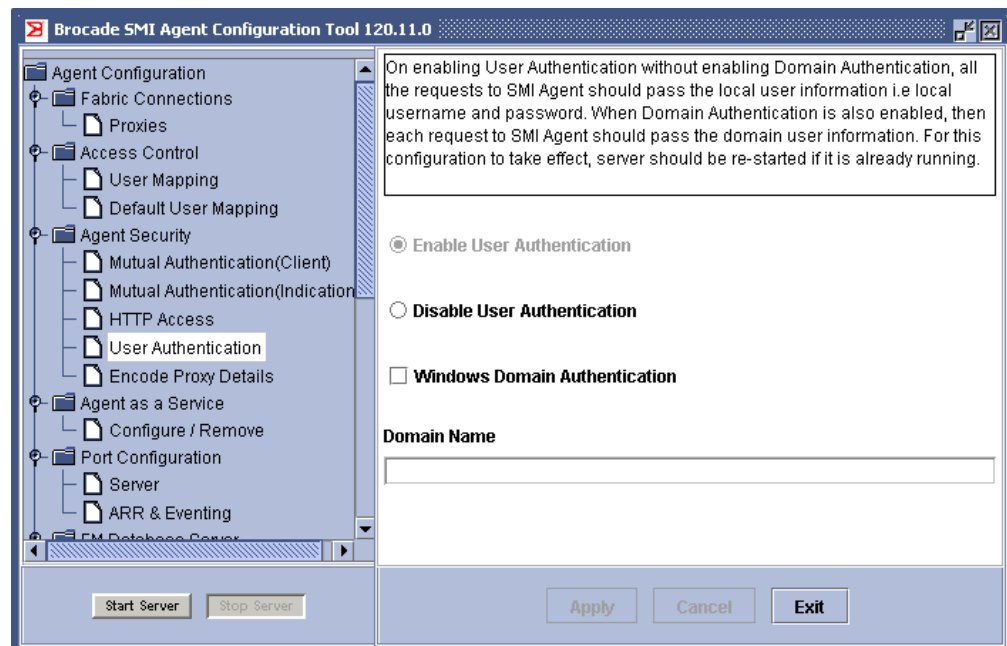 Brocade SMI Agent Configuration Tool 120.11.0
Agent Configuration
Fabric Connections
Proxies
Access Control
User Mapping
Default User Mapping
Agent Security
Mutual Authentication(Client)
Mutual Authentication(Indication
HTTP Access
User Authentication
Encode Proxy Details
Agent as a Service
Configure / Remove
Port Configuration
Server
ARR & Eventing
Start Server
Stop Server
On enabling User Authentication without enabling Domain Authentication, all
the requests to SMI Agent should pass the local user information i.e local
username and password. When Domain Authentication is also enabled, then
each request to SMI Agent should pass the domain user information. For this
configuration to take effect, server should be re-started if it is already running.
Enable User Authentication
Disable User Authentication
Windows Domain Authentication
Domain Name
Apply
Cancel
Exit